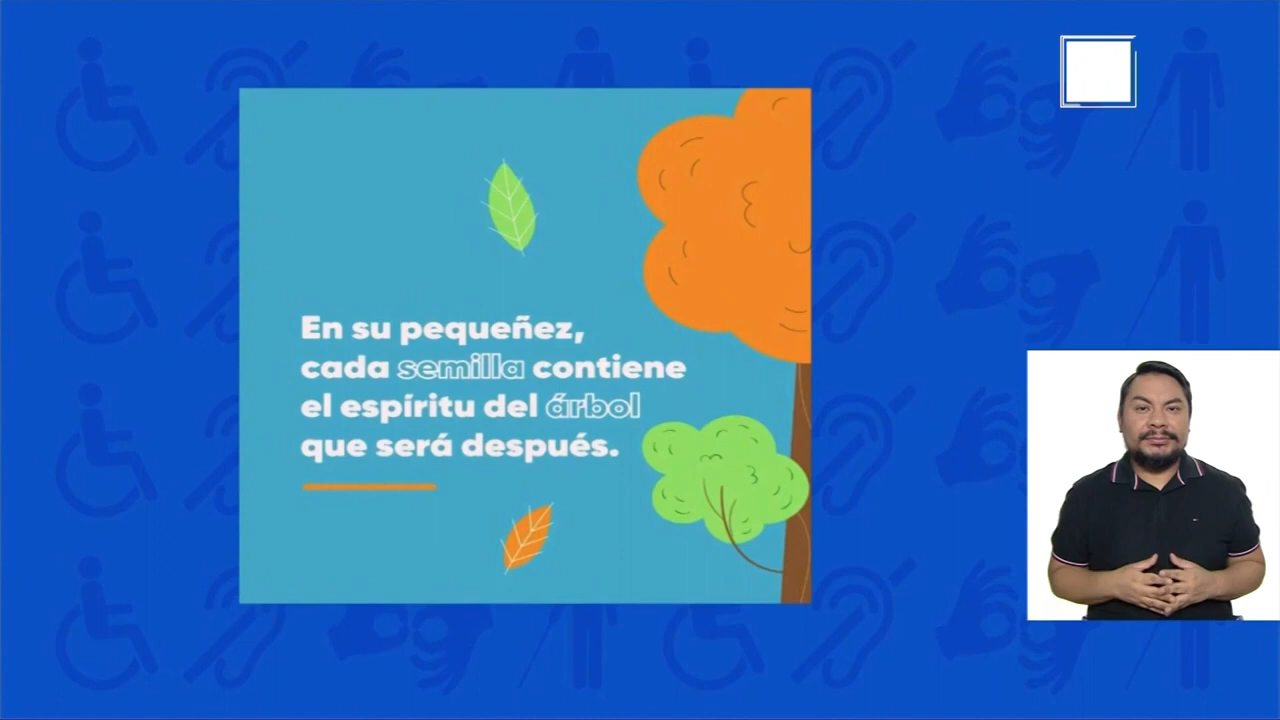 En su pequeñez,
cada semilla contiene
el espíritu del árbol
que será después.